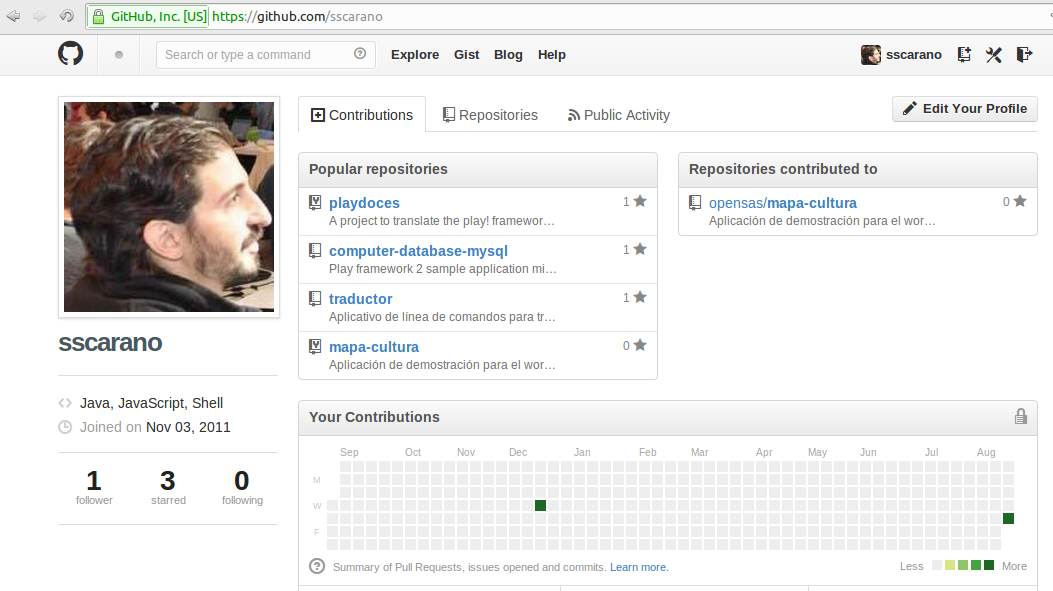 GitHub, Inc. [US] https://github.com/sscarano
Search or type a command
Explore Gist Blog Help
sscarano
Contributions Repositories Public Activity
Edit Your Profile
Popular repositories
playdoces 1
A project to translate the play! framewor…
computer-database-mysql 1
Play framework 2 sample application mi…
traductor 1
Aplicativo de línea de comandos para tr…
mapa-cultura 0
Aplicación de demostración para el wor…
Repositories contributed to
opensas/mapa-cultura 0
Aplicación de demostración para el wor…
sscarano
Java, JavaScript, Shell
Joined on Nov 03, 2011
1 3 0
follower starred following
Your Contributions
Sep Oct Nov Dec Jan Feb Mar Apr May Jun Jul Aug
M
W
F
? Summary of Pull Requests, issues opened and commits. Learn more.
Less More